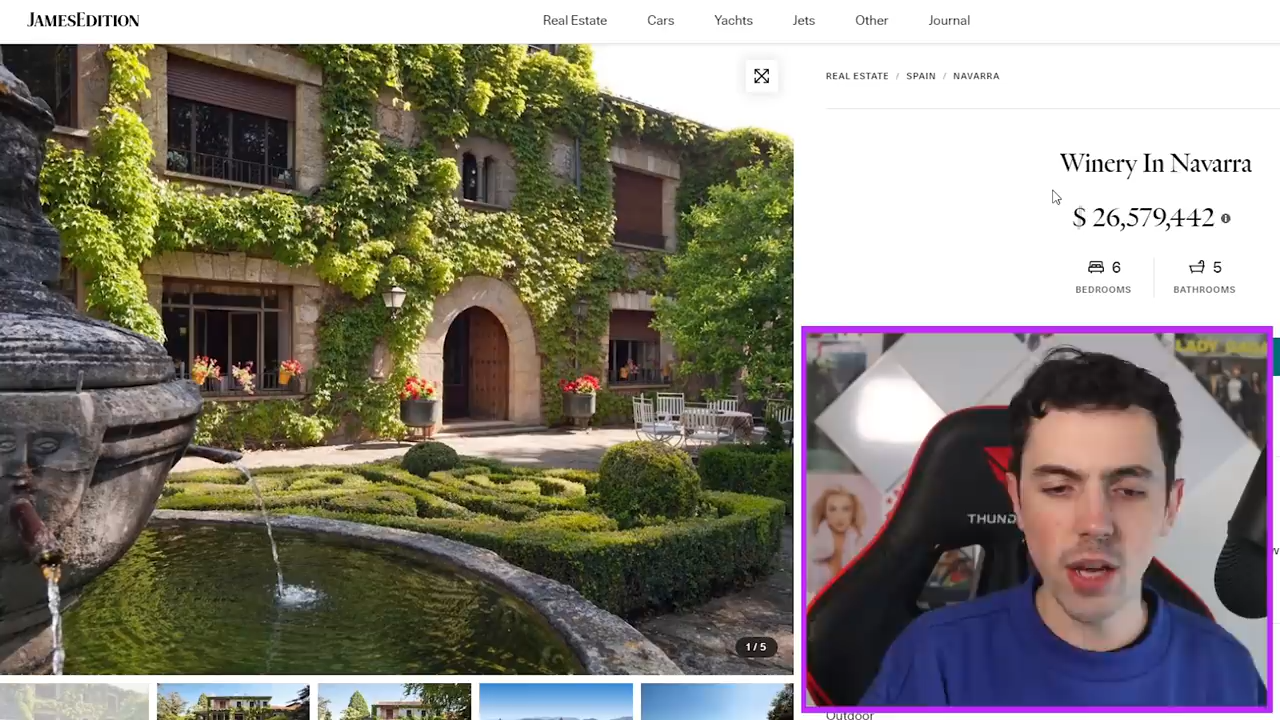 JAMESEDITION
Real Estate
Cars
Yachts
Jets
Other
Journal
REAL ESTATE / SPAIN / NAVARRA
Winery In Navarra
$ 26,579,442
6
5
BEDROOMS
BATHROOMS
1 / 5
THUND
Outdoor